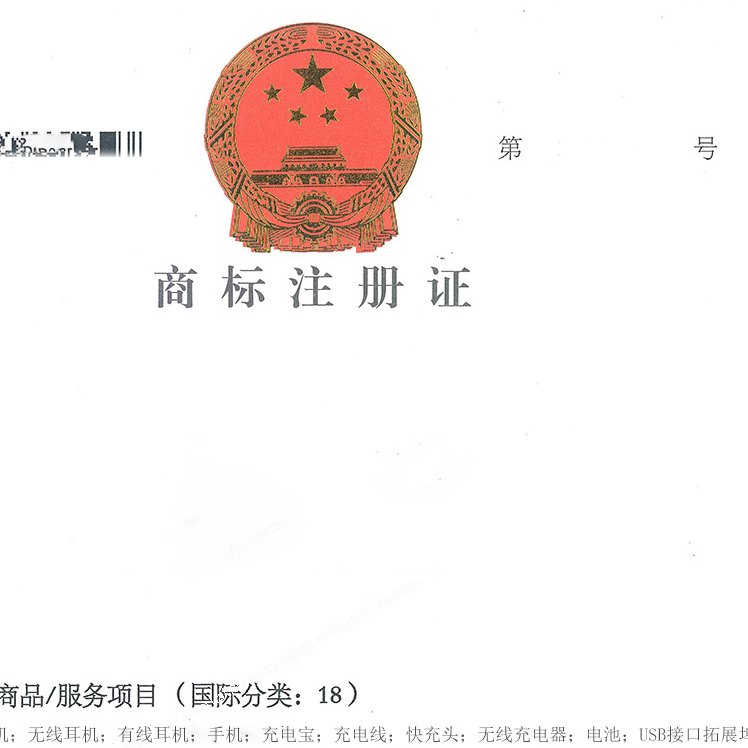 第 号
商标注册证
商品/服务项目（国际分类：18）
机；无线耳机；有线耳机；手机；充电宝；充电线；快充头；无线充电器；电池；USB接口拓展